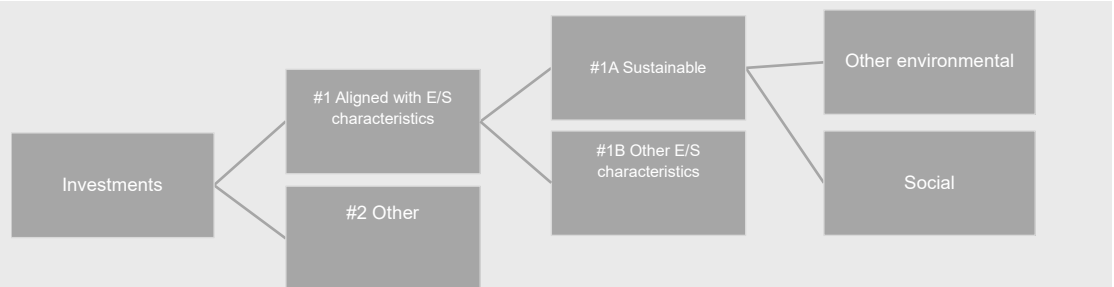 Investments
#1 Aligned with E/S
characteristics
#2 Other
#1A Sustainable
#1B Other E/S
characteristics
Other environmental
Social